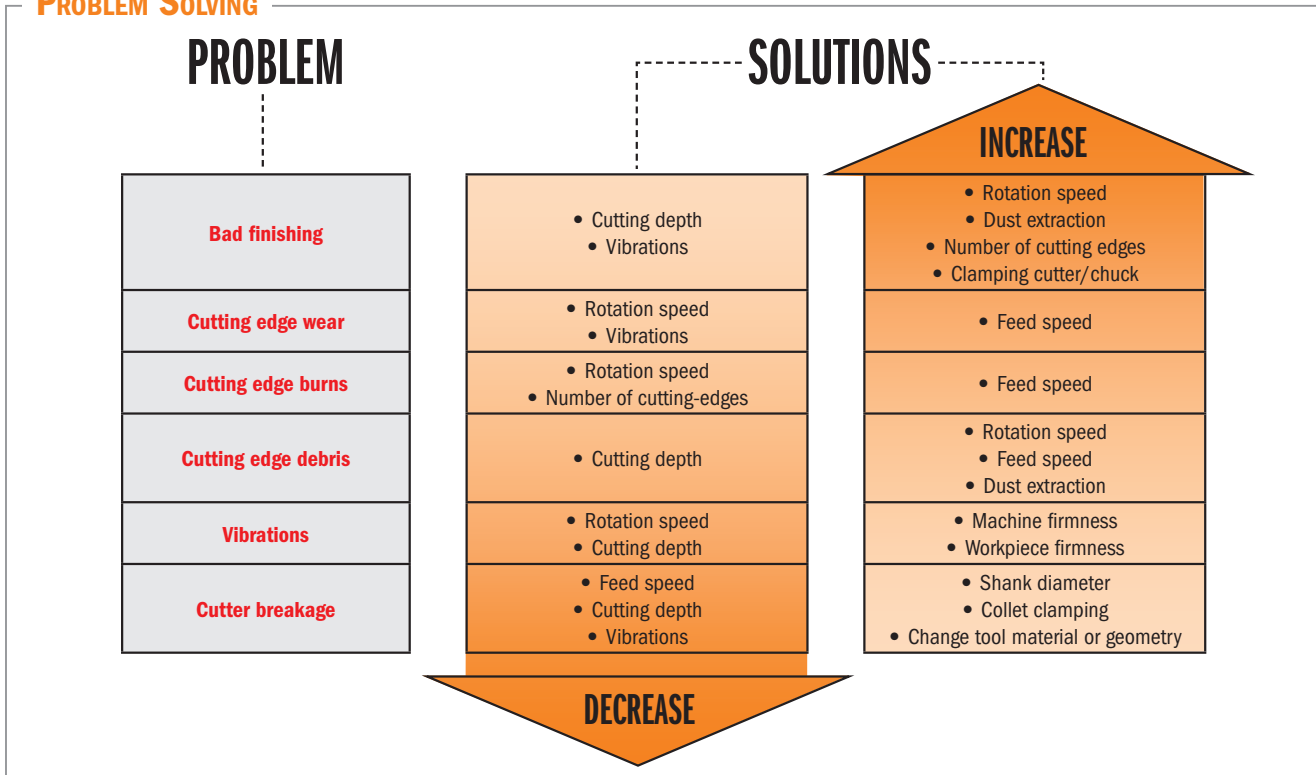 PROBLEM SOLVING
PROBLEM
SOLUTIONS
INCREASE
Bad finishing
• Cutting depth
• Vibrations
• Rotation speed
• Dust extraction
• Number of cutting edges
• Clamping cutter/chuck
Cutting edge wear
• Rotation speed
• Vibrations
• Feed speed
Cutting edge burns
• Rotation speed
• Number of cutting-edges
• Feed speed
Cutting edge debris
• Cutting depth
• Rotation speed
• Feed speed
• Dust extraction
Vibrations
• Rotation speed
• Cutting depth
• Machine firmness
• Workpiece firmness
Cutter breakage
• Feed speed
• Cutting depth
• Vibrations
• Shank diameter
• Collet clamping
• Change tool material or geometry
DECREASE